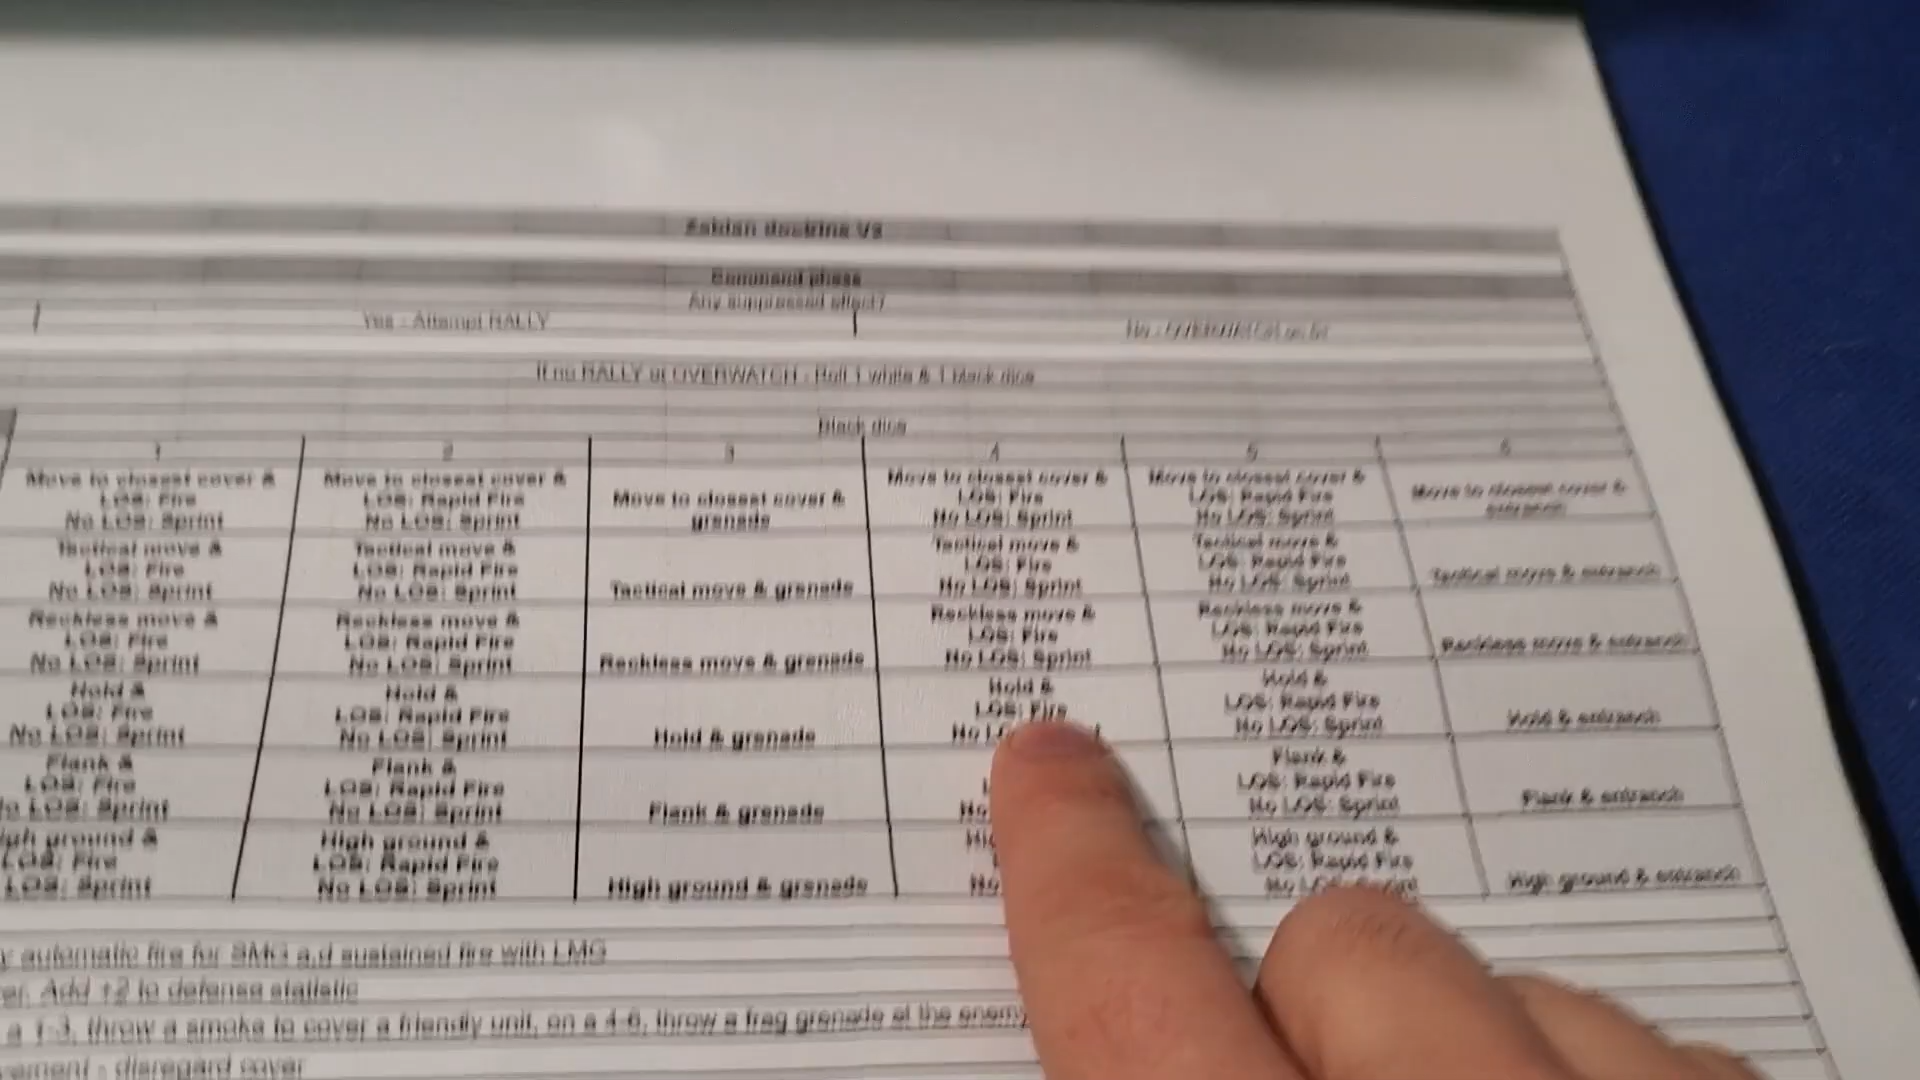 Command phase
Any suppressed effect?
Yes - Attempt RALLY
If no RALLY or OVERWATCH - Roll 1 white & 1 black dice
Black dice
1 2 3 4 5 6
Move to closest cover &
LOS: Fire
No LOS: Sprint
Move to closest cover &
LOS: Rapid Fire
No LOS: Sprint
Move to closest cover &
grenade
Move to closest cover &
LOS: Fire
No LOS: Sprint
Move to closest cover &
LOS: Rapid Fire
No LOS: Sprint
Move to closest cover &
Tactical move &
LOS: Fire
No LOS: Sprint
Tactical move &
LOS: Rapid Fire
No LOS: Sprint
Tactical move & grenade
Tactical move &
LOS: Fire
No LOS: Sprint
Tactical move &
LOS: Rapid Fire
No LOS: Sprint
Tactical move &
Reckless move &
LOS: Fire
No LOS: Sprint
Reckless move &
LOS: Rapid Fire
No LOS: Sprint
Reckless move & grenade
Reckless move &
LOS: Fire
No LOS: Sprint
Reckless move &
LOS: Rapid Fire
No LOS: Sprint
Reckless move &
Hold &
LOS: Fire
No LOS: Sprint
Hold &
LOS: Rapid Fire
No LOS: Sprint
Hold & grenade
Hold &
LOS: Fire
No
Hold &
LOS: Rapid Fire
No LOS: Sprint
Hold &
Flank &
LOS: Fire
LOS: Sprint
Flank &
LOS: Rapid Fire
No LOS: Sprint
Flank & grenade
No
Flank &
LOS: Rapid Fire
No LOS: Sprint
Flank &
ground &
LOS: Fire
LOS: Sprint
High ground &
LOS: Rapid Fire
No LOS: Sprint
High ground & grenade
No
High ground &
LOS: Rapid Fire
No LOS: Sprint
High ground &
automatic fire for SMG a,d sustained fire with LMG
Add +2 to defense statistic
a 1-3, throw a smoke to cover a friendly unit, on a 4-6, throw a frag grenade at the enemy
- disregard cover